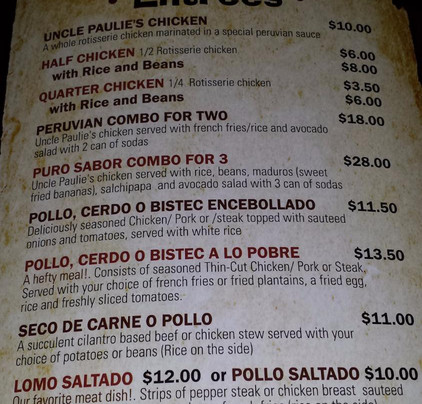 Entrees
UNCLE PAULIE'S CHICKEN $10.00
A whole rotisserie chicken marinated in a special peruvian sauce
HALF CHICKEN 1/2 Rotisserie chicken $6.00
with Rice and Beans $8.00
QUARTER CHICKEN 1/4 Rotisserie chicken $3.50
with Rice and Beans $6.00
PERUVIAN COMBO FOR TWO $18.00
Uncle Paulie's chicken served with french fries/rice and avocado
salad with 2 can of sodas
PURO SABOR COMBO FOR 3 $28.00
Uncle Paulie's chicken served with rice, beans, maduros (sweet
fried bananas), salchipapa and avocado salad with 3 can of sodas
POLLO, CERDO O BISTEC ENCEBOLLADO $11.50
Deliciously seasoned Chicken/ Pork or /steak topped with sauteed
onions and tomatoes, served with white rice
POLLO, CERDO O BISTEC A LO POBRE $13.50
A hefty meal!. Consists of seasoned Thin-Cut Chicken/ Pork or Steak.
Served with your choice of french fries or fried plantains, a fried egg,
rice and freshly sliced tomatoes.
SECO DE CARNE O POLLO $11.00
A succulent cilantro based beef or chicken stew served with your
choice of potatoes or beans (Rice on the side)
LOMO SALTADO $12.00 or POLLO SALTADO $10.00
Our favorite meat dish!. Strips of pepper steak or chicken breast sauteed